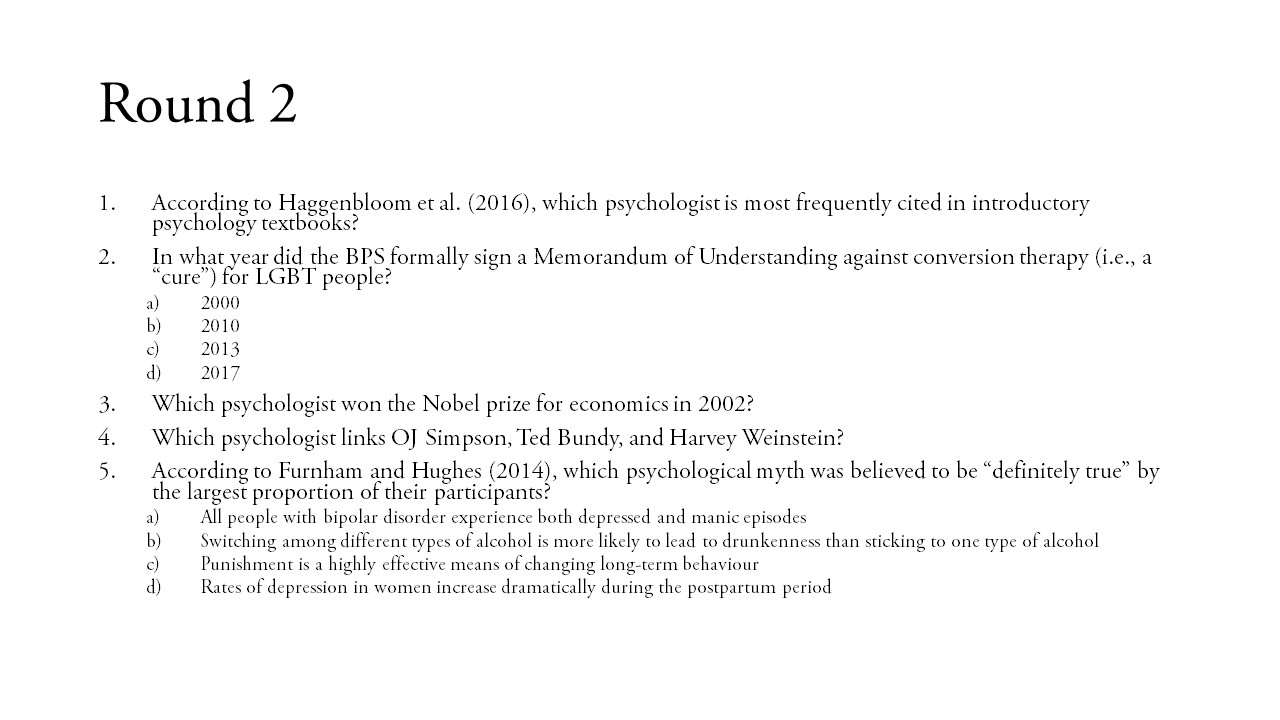 Round 2
1. According to Haggenbloom et al. (2016), which psychologist is most frequently cited in introductory
psychology textbooks?
2. In what year did the BPS formally sign a Memorandum of Understanding against conversion therapy (i.e., a
“cure”) for LGBT people?
a) 2000
b) 2010
c) 2013
d) 2017
3. Which psychologist won the Nobel prize for economics in 2002?
4. Which psychologist links OJ Simpson, Ted Bundy, and Harvey Weinstein?
5. According to Furnham and Hughes (2014), which psychological myth was believed to be “definitely true” by
the largest proportion of their participants?
a) All people with bipolar disorder experience both depressed and manic episodes
b) Switching among different types of alcohol is more likely to lead to drunkenness than sticking to one type of alcohol
c) Punishment is a highly effective means of changing long-term behaviour
d) Rates of depression in women increase dramatically during the postpartum period